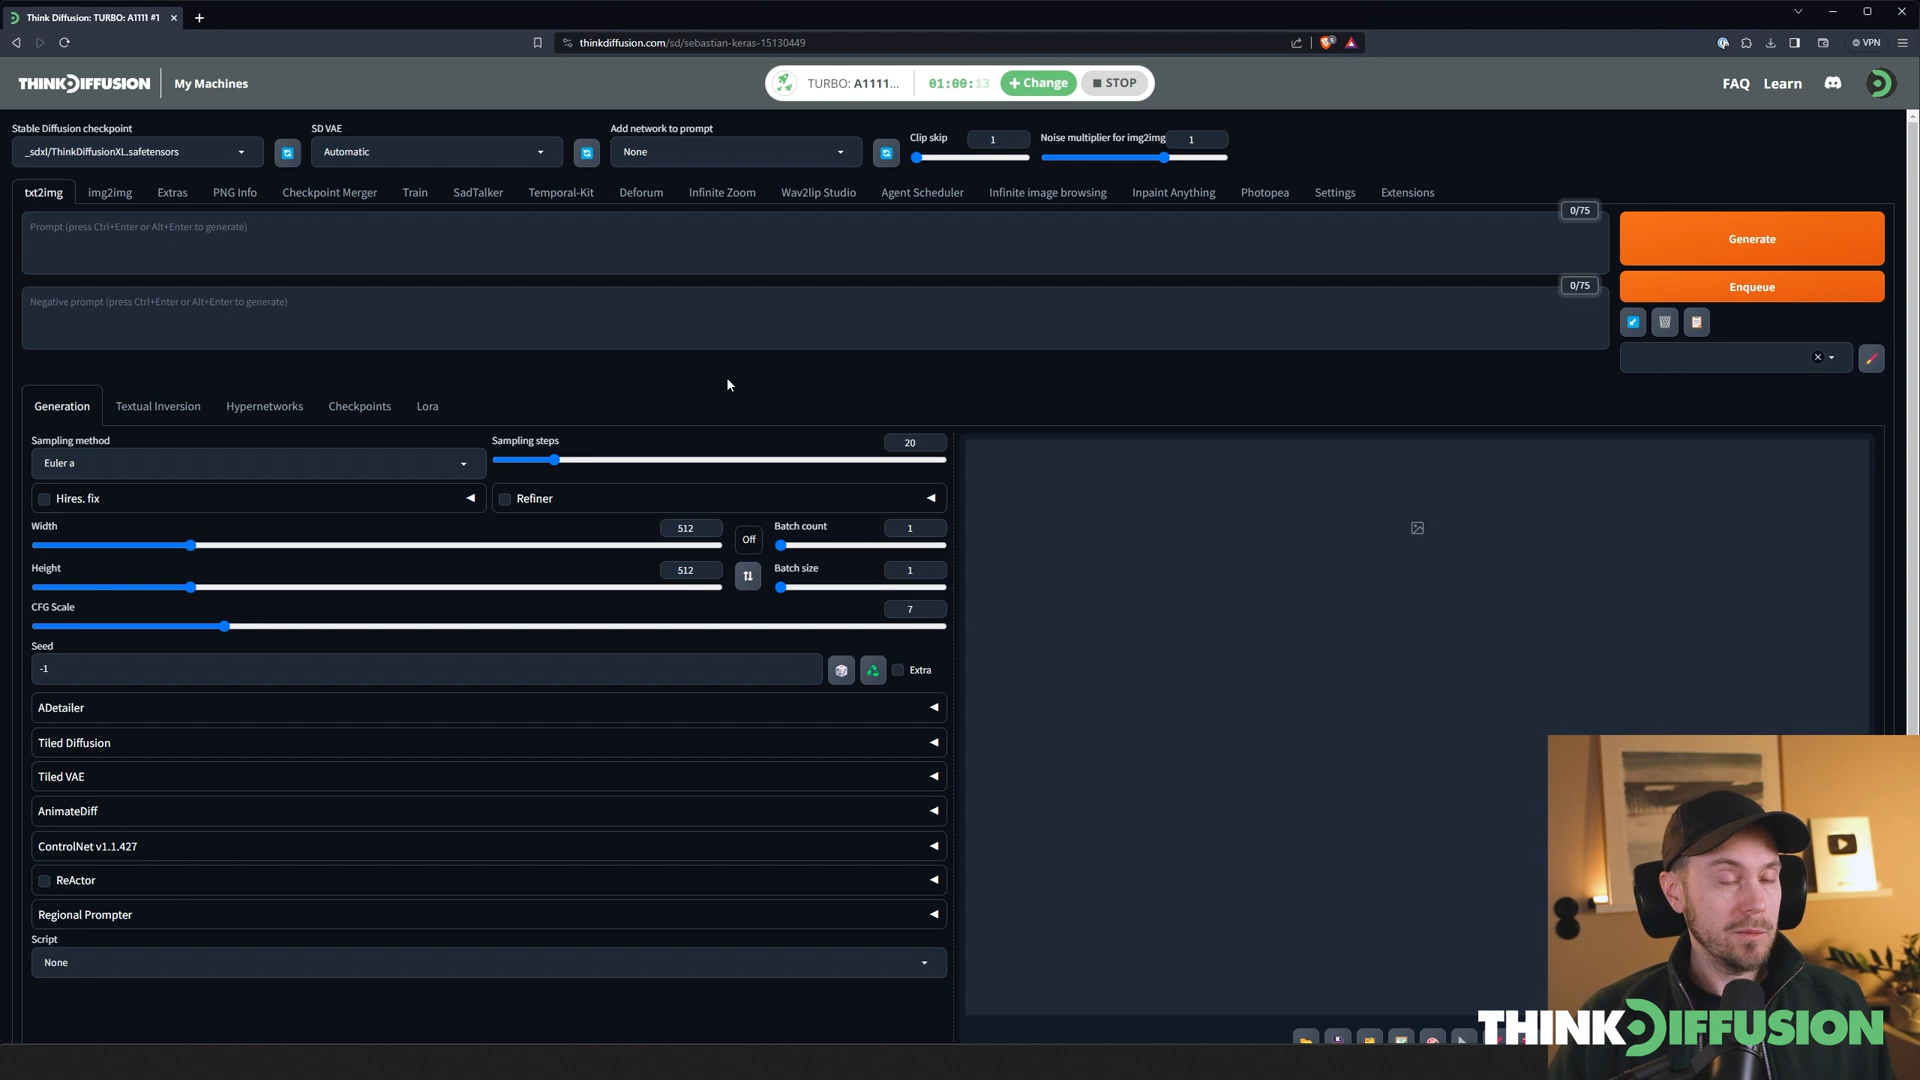 Think Diffusion: TURBO: A1111 #1
thinkdiffusion.com/sd/sebastian-keras-15130449
VPN
THINKDIFFUSION
My Machines
TURBO: A1111...
01:00:13
+ Change
STOP
FAQ
Learn
Stable Diffusion checkpoint
SD VAE
Add network to prompt
Clip skip
1
Noise multiplier for img2img
1
_sdxl/ThinkDiffusionXL.safetensors
Automatic
None
txt2img
img2img
Extras
PNG Info
Checkpoint Merger
Train
SadTalker
Temporal-Kit
Deforum
Infinite Zoom
Wav2lip Studio
Agent Scheduler
Infinite image browsing
Inpaint Anything
Photopea
Settings
Extensions
0/75
Prompt (press Ctrl+Enter or Alt+Enter to generate)
Generate
0/75
Enqueue
Negative prompt (press Ctrl+Enter or Alt+Enter to generate)
Generation
Textual Inversion
Hypernetworks
Checkpoints
Lora
Sampling method
Sampling steps
20
Euler a
Hires. fix
Refiner
Width
512
Off
Batch count
1
Height
512
Batch size
1
CFG Scale
7
Seed
-1
Extra
ADetailer
Tiled Diffusion
Tiled VAE
AnimateDiff
ControlNet v1.1.427
ReActor
Regional Prompter
Script
None
THINKDIFFUSION